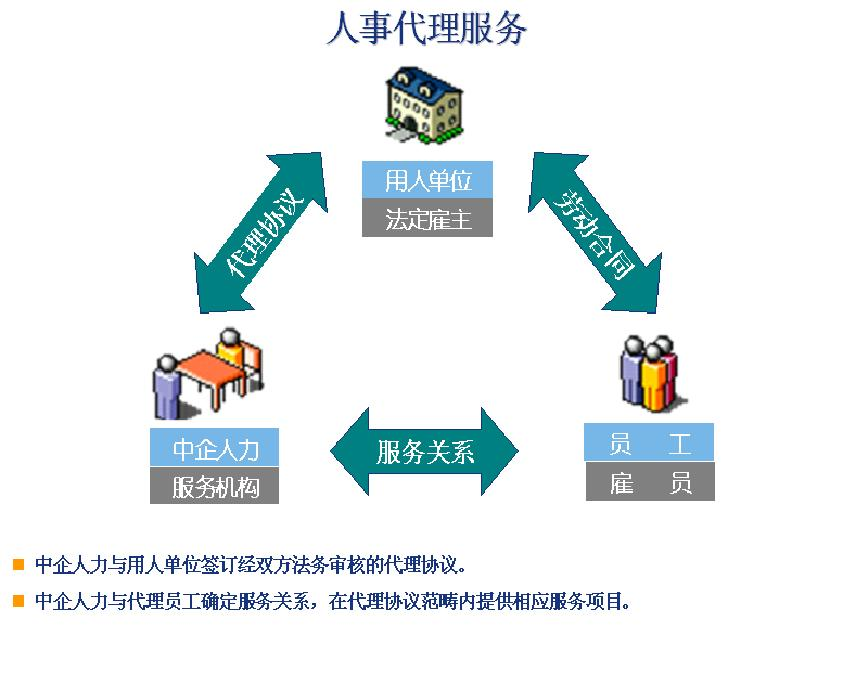 人事代理服务
用人单位
法定雇主
代理协议
劳动合同
中企人力
服务机构
服务关系
员 工
雇 员
中企人力与用人单位签订经双方法务审核的代理协议。
中企人力与代理员工确定服务关系，在代理协议范畴内提供相应服务项目。